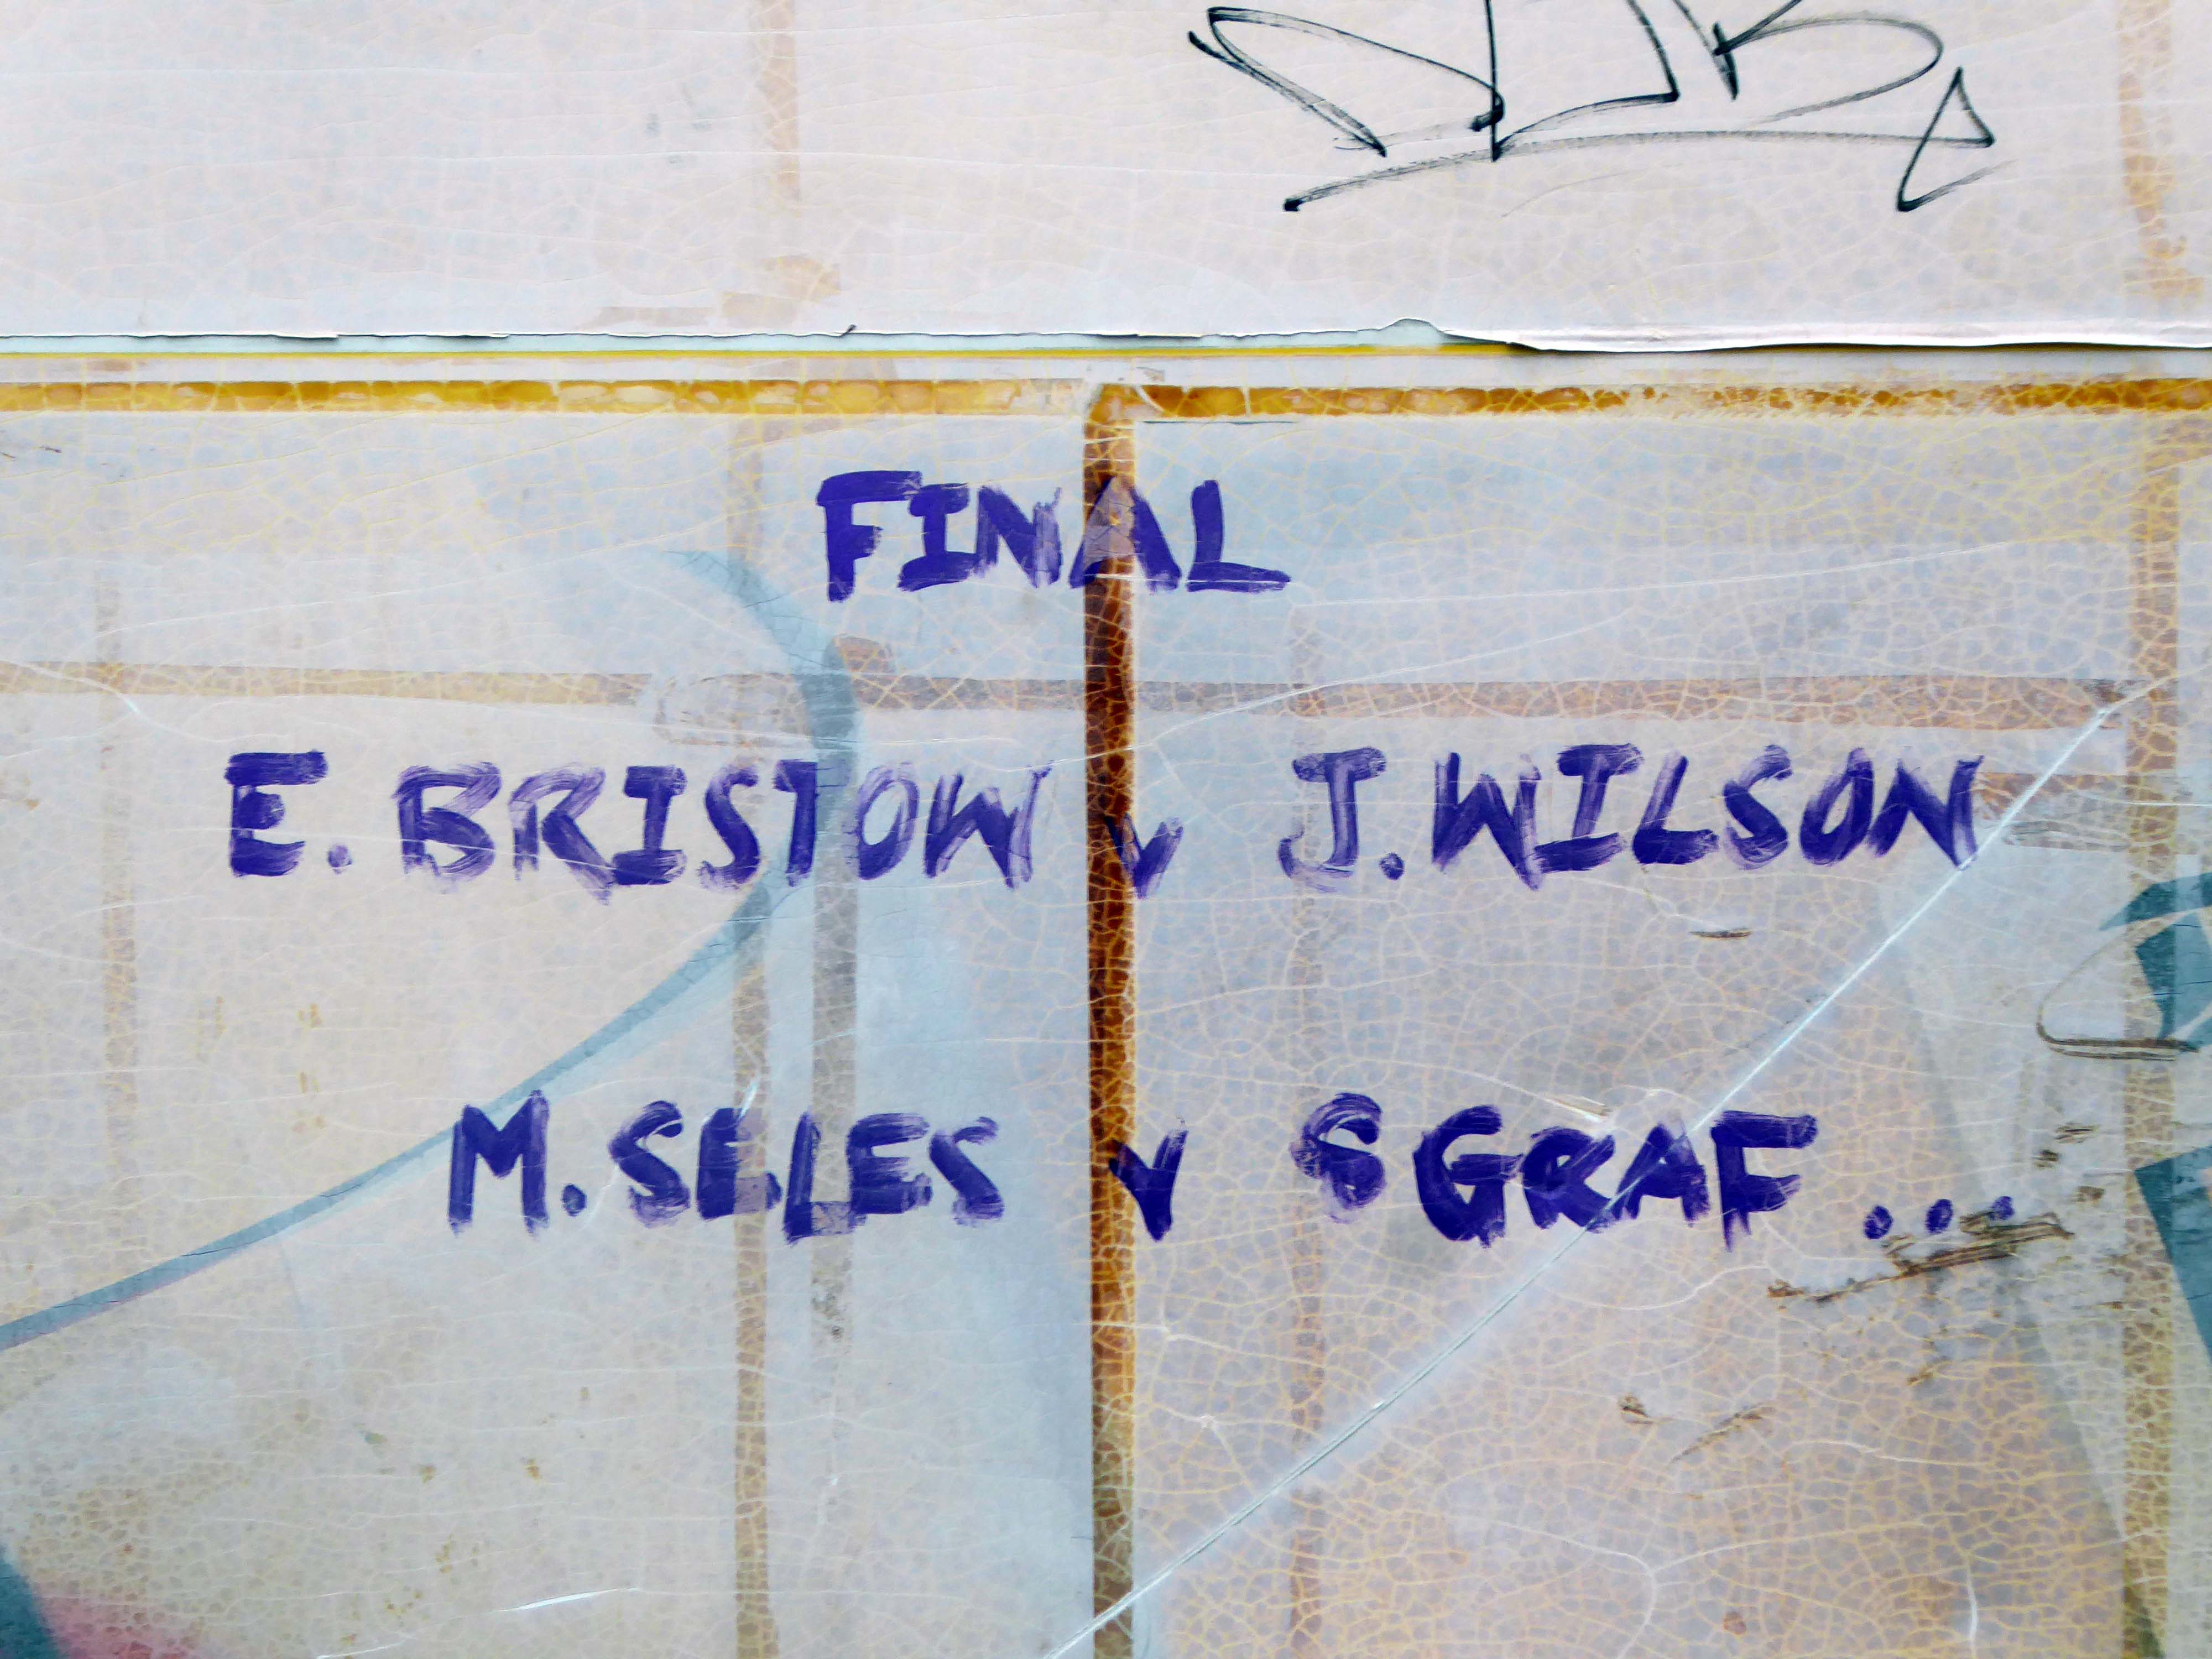 FINAL
E. BRISTOW v J. WILSON
M. SELES v S GRAF...